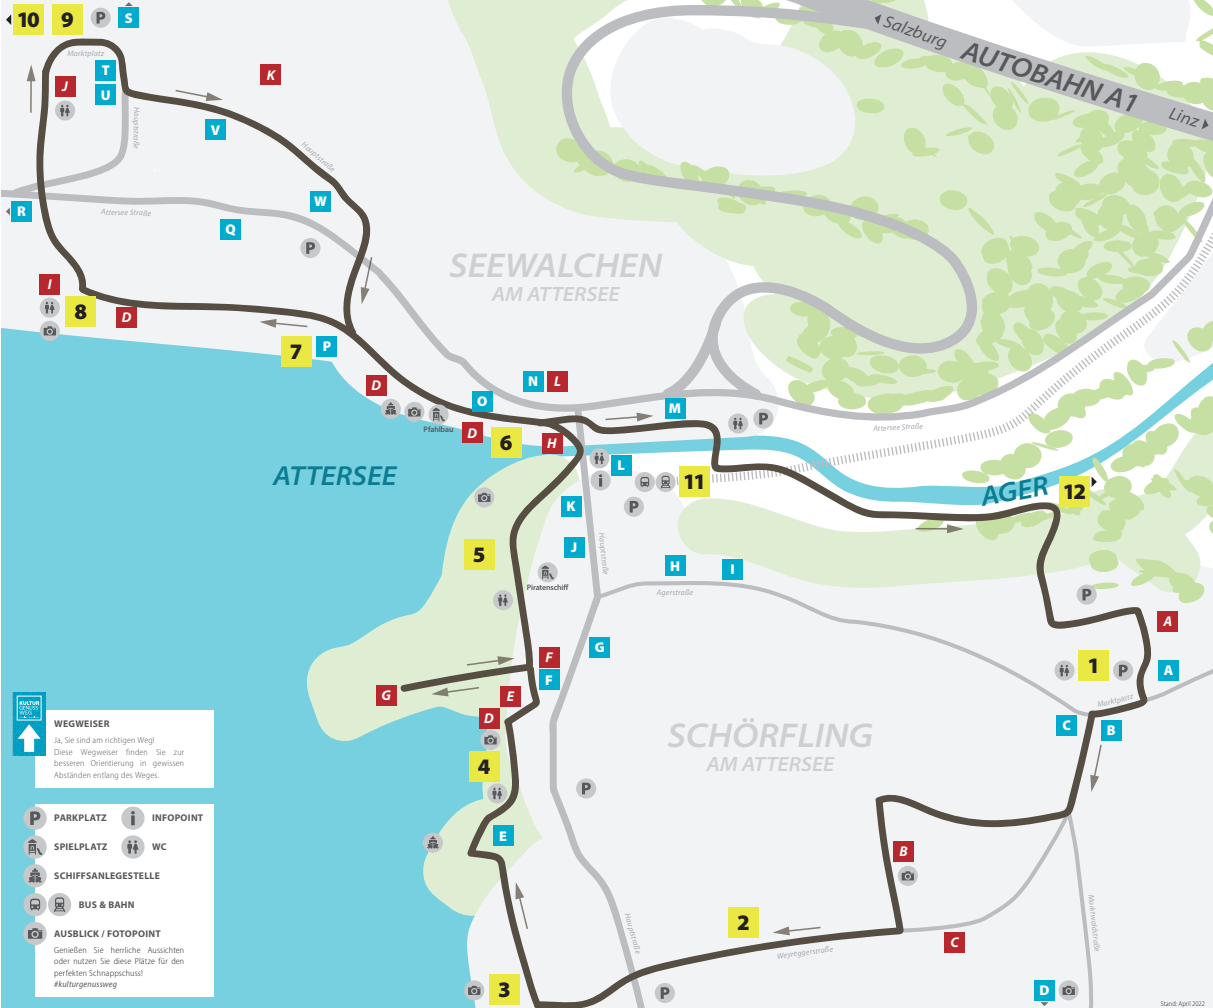 10
9
P
S
Marktplatz
T
J
K
U
V
Hauptstraße
Hauptstraße
W
R
Attersee Straße
Q
P
Salzburg
AUTOBAHN A1
Linz
SEEWALCHEN
AM ATTERSEE
I
8
D
7
P
D
O
N
L
M
P
Attersee Straße
Pfahlbau
D
6
H
L
i
11
ATTERSEE
AGER
12
K
P
5
J
Hauptstraße
H
I
Piratenschiff
Agerstraße
P
A
G
F
F
1
P
A
G
E
D
Marktplatz
C
B
SCHÖRFLING
AM ATTERSEE
4
P
E
B
2
Weyreggerstraße
C
Hauptstraße
Marktwaldstraße
3
P
D
KULTUR
GENUSS
WEG
WEGWEISER
Ja, Sie sind am richtigen Weg!
Diese Wegweiser finden Sie zur
besseren Orientierung in gewissen
Abständen entlang des Weges.
P PARKPLATZ
i INFOPOINT
SPIELPLATZ
WC
SCHIFFSANLEGESTELLE
BUS & BAHN
AUSBLICK / FOTOPOINT
Genießen Sie herrliche Aussichten
oder nutzen Sie diese Plätze für den
perfekten Schnappschuss!
#kulturgenussweg
Stand: April 2022